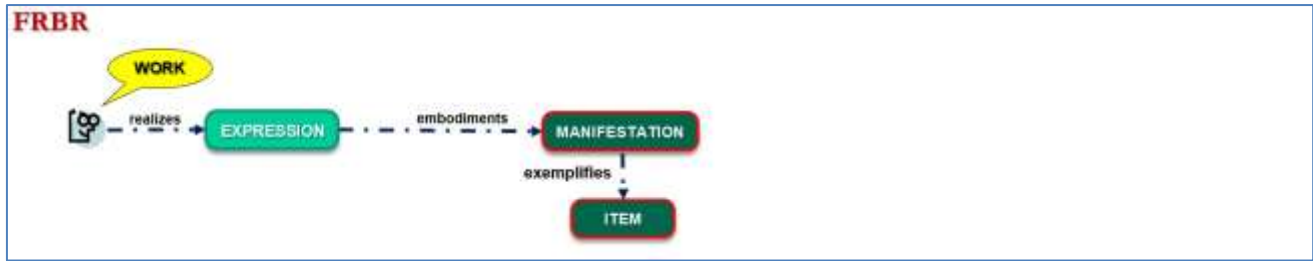 FRBR
WORK
realizes
EXPRESSION
embodiments
MANIFESTATION
exemplifies
ITEM